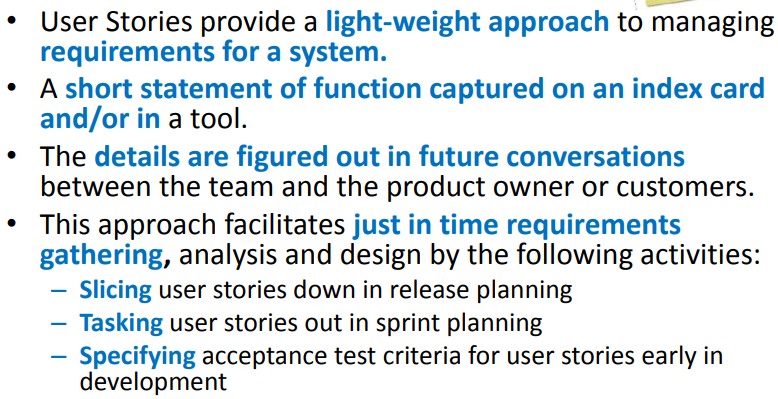 • User Stories provide a light-weight approach to managing
requirements for a system.
• A short statement of function captured on an index card
and/or in a tool.
• The details are figured out in future conversations
between the team and the product owner or customers.
• This approach facilitates just in time requirements
gathering, analysis and design by the following activities:
– Slicing user stories down in release planning
– Tasking user stories out in sprint planning
– Specifying acceptance test criteria for user stories early in
development